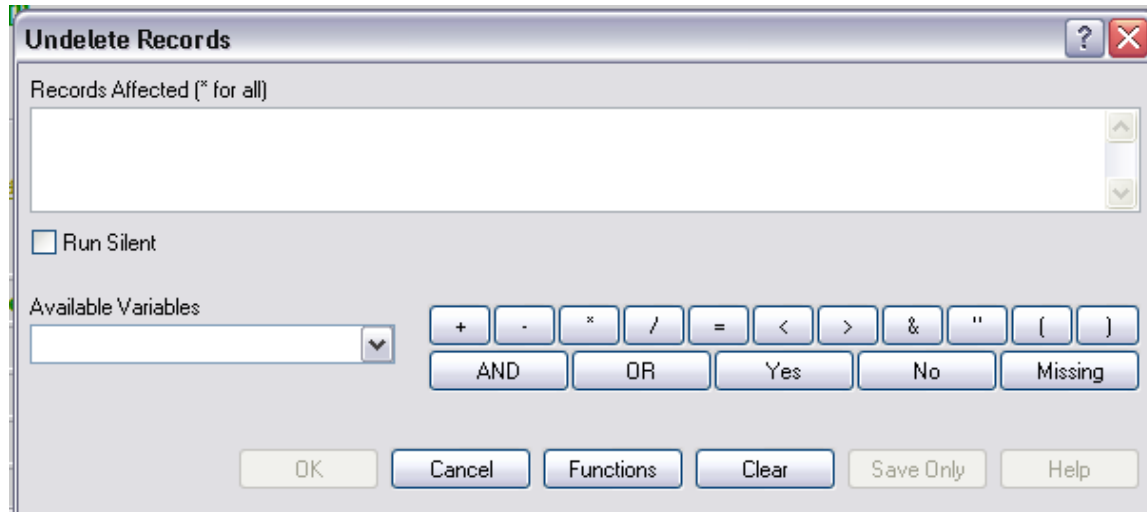 Undelete Records
?
Records Affected (* for all)
Run Silent
Available Variables
+ - * / = < > & " ( )
AND OR Yes No Missing
OK Cancel Functions Clear Save Only Help